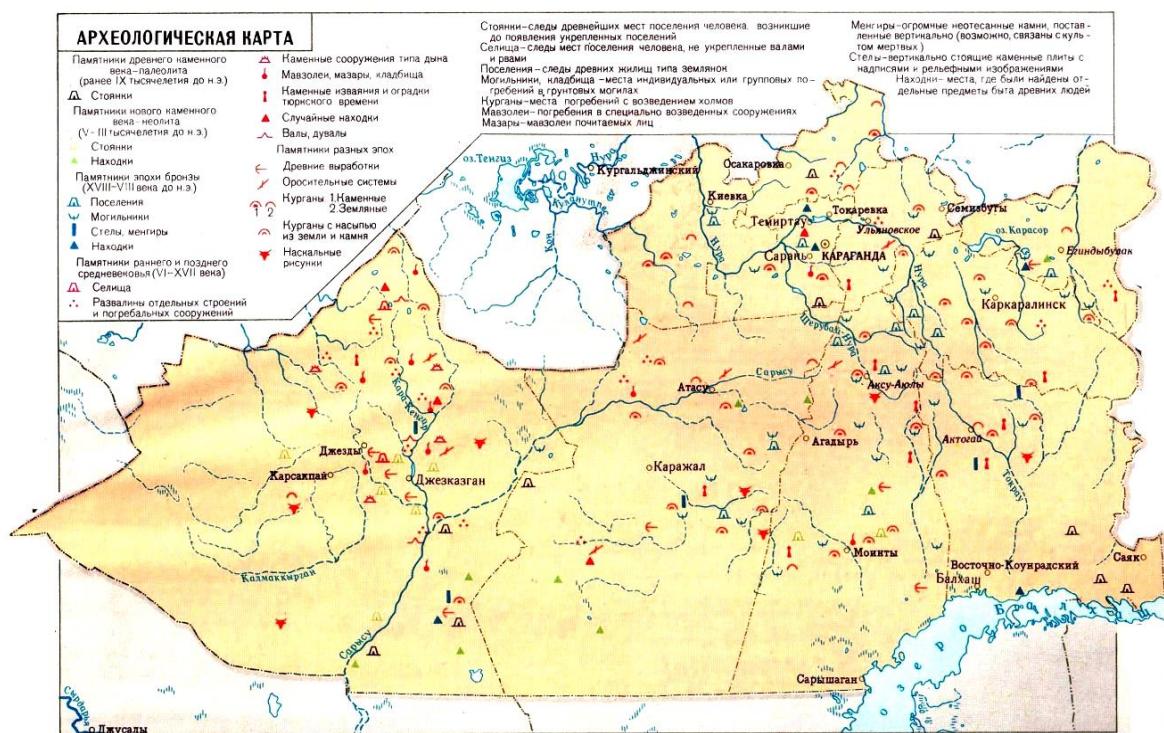 АРХЕОЛОГИЧЕСКАЯ КАРТА
Памятники древнего каменного
века-палеолита
(ранее IX тысячелетия до н.э.)
Стоянки
Памятники нового каменного
века-неолита
(V-III тысячелетия до н.э.)
Стоянки
Находки
Памятники эпохи бронзы
(XVIII-VIII века до н.э.)
Поселения
Могильники
Стелы, менгиры
Находки
Памятники раннего и позднего
средневековья (VI-XVII века)
Селища
Развалины отдельных строений
и погребальных сооружений
Каменные сооружения типа дына
Мавзолеи, мазары, кладбища
Каменные изваяния и оградки
тюркского времени
Случайные находки
Валы, дувалы
Памятники разных эпох
Древние выработки
Оросительные системы
Курганы 1.Каменные
1 2 2.Земляные
Курганы с насыпью
из земли и камня
Наскальные
рисунки
Стоянки-следы древнейших мест поселения человека, возникшие
до появления укрепленных поселений
Селища-следы мест поселения человека, не укрепленные валами
и рвами
Поселения-следы древних жилищ типа землянок
Могильники, кладбища -места индивидуальных или групповых по-
гребений в грунтовых могилах
Курганы-места погребений с возведением холмов
Мавзолеи-погребения в специально возведенных сооружениях
Мазары-мавзолеи почитаемых лиц
Менгиры-огромные неотесанные камни, постав-
ленные вертикально (возможно, связаны с куль-
том мертвых)
Стелы-вертикально стоящие каменные плиты с
надписями и рельефными изображениями
Находки- места, где были найдены от-
дельные предметы быта древних людей
оз.Тенгиз
Нура
Кургальджинский
Куланутпес
Кон
Осакаровка
Киевка
Темиртау
Токаревка
Ульяновское
Семизбуты
оз.Карасор
Егиндыбулак
Сарань
КАРАГАНДА
Нура
Нура
Каркаралинск
Шерубай-Нура
Кара-Кенгир
Атасу
Сарысу
Аксу-Аюлы
Агадырь
Актогай
Токрау
Джезды
Карсакпай
Джезказган
Каражал
Моинты
Калмаккырган
Сарысу
Восточно-Коунрадский
Балхаш
Саяк
Озеро Балхаш
Сарышаган
Сырдарья
Джусалы